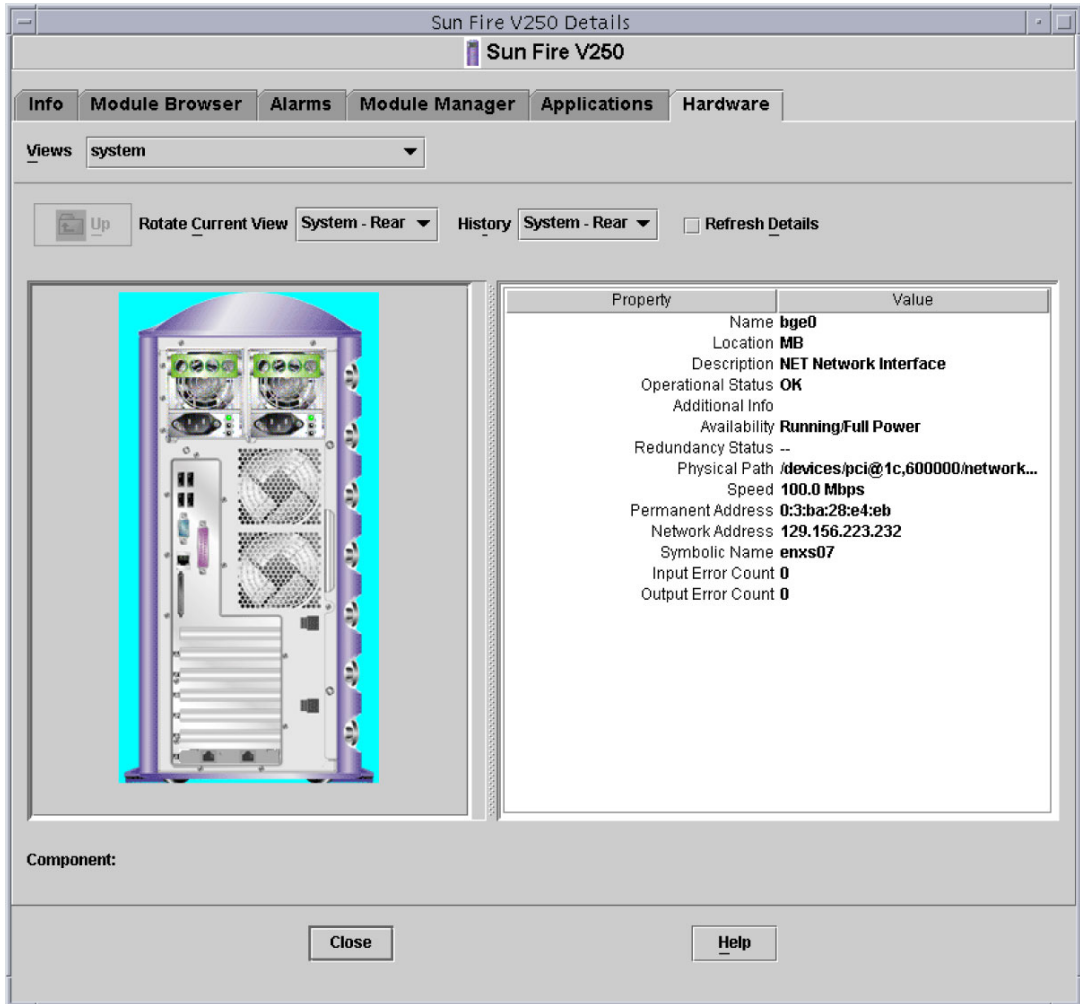 Sun Fire V250 Details
Sun Fire V250
Info Module Browser Alarms Module Manager Applications Hardware
Views system
Up Rotate Current View System - Rear History System - Rear Refresh Details
Property Value
Name bge0
Location MB
Description NET Network Interface
Operational Status OK
Additional Info
Availability Running/Full Power
Redundancy Status --
Physical Path /devices/pci@1c,600000/network...
Speed 100.0 Mbps
Permanent Address 0:3:ba:28:e4:eb
Network Address 129.156.223.232
Symbolic Name enxs07
Input Error Count 0
Output Error Count 0
Component:
Close Help